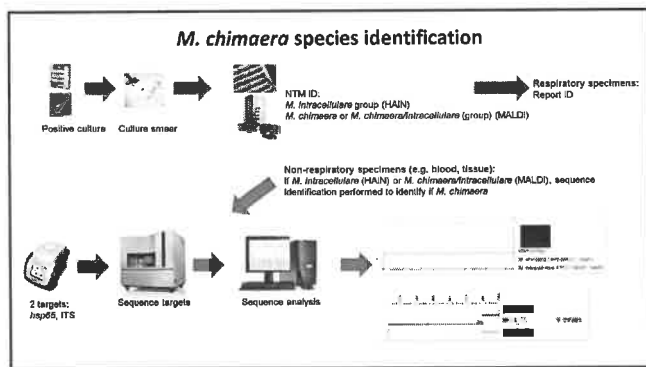 M. chimaera species identification
NTM ID:
M. intracellulare group (HAIN)
M. chimaera or M. chimaera/intracellulare (group) (MALDI)
Respiratory specimens:
Report ID
Positive culture
Culture smear
Non-respiratory specimens (e.g. blood, tissue):
If M. intracellulare (HAIN) or M. chimaera/intracellulare (MALDI), sequence
identification performed to identify if M. chimaera
2 targets:
hsp65, ITS
Sequence targets
Sequence analysis